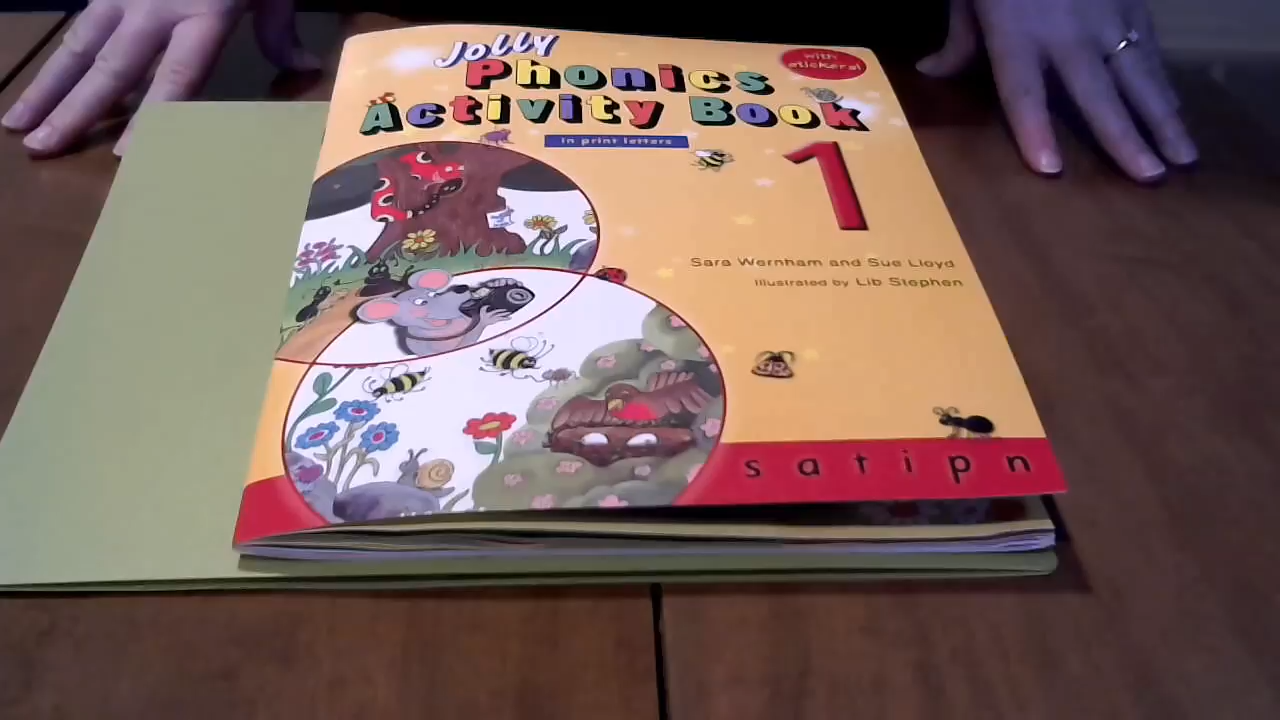 Jolly
Phonics
Activity Book
with
stickers!
in print letters
1
Sara Wernham and Sue Lloyd
Illustrated by Lib Stephen
s a t i p n